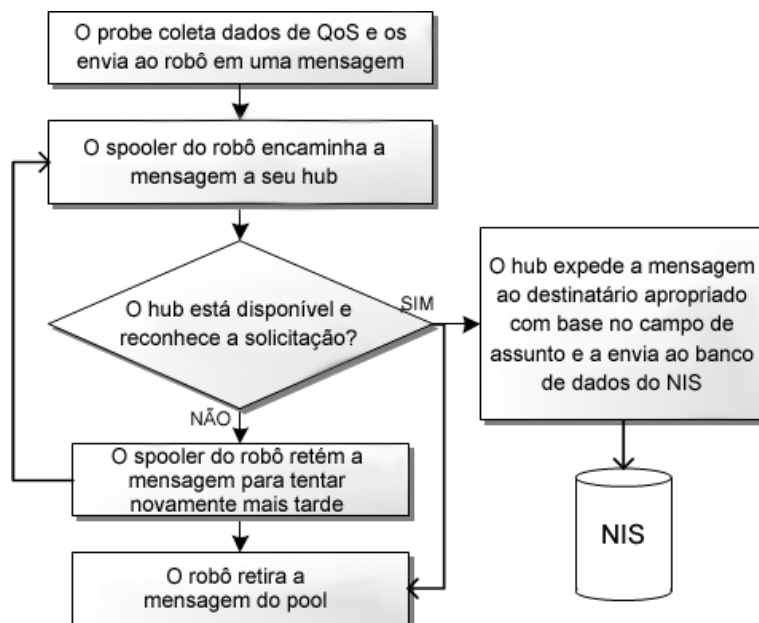 O probe coleta dados de QoS e os
envia ao robô em uma mensagem
O spooler do robô encaminha a
mensagem a seu hub
O hub está disponível e
reconhece a solicitação?
SIM
NÃO
O hub expede a mensagem
ao destinatário apropriado
com base no campo de
assunto e a envia ao banco
de dados do NIS
O spooler do robô retém a
mensagem para tentar
novamente mais tarde
NIS
O robô retira a
mensagem do pool